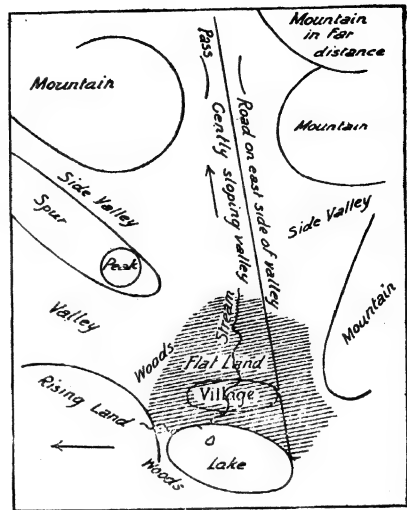 Mountain
in Far
distance
Mountain
Pass
Road on east side of valley
Gently sloping valley
Mountain
Side Valley
Spur
Side Valley
Peak
Valley
Mountain
Stream
Woods
Flat Land
Village
Rising Land
Lake
Woods